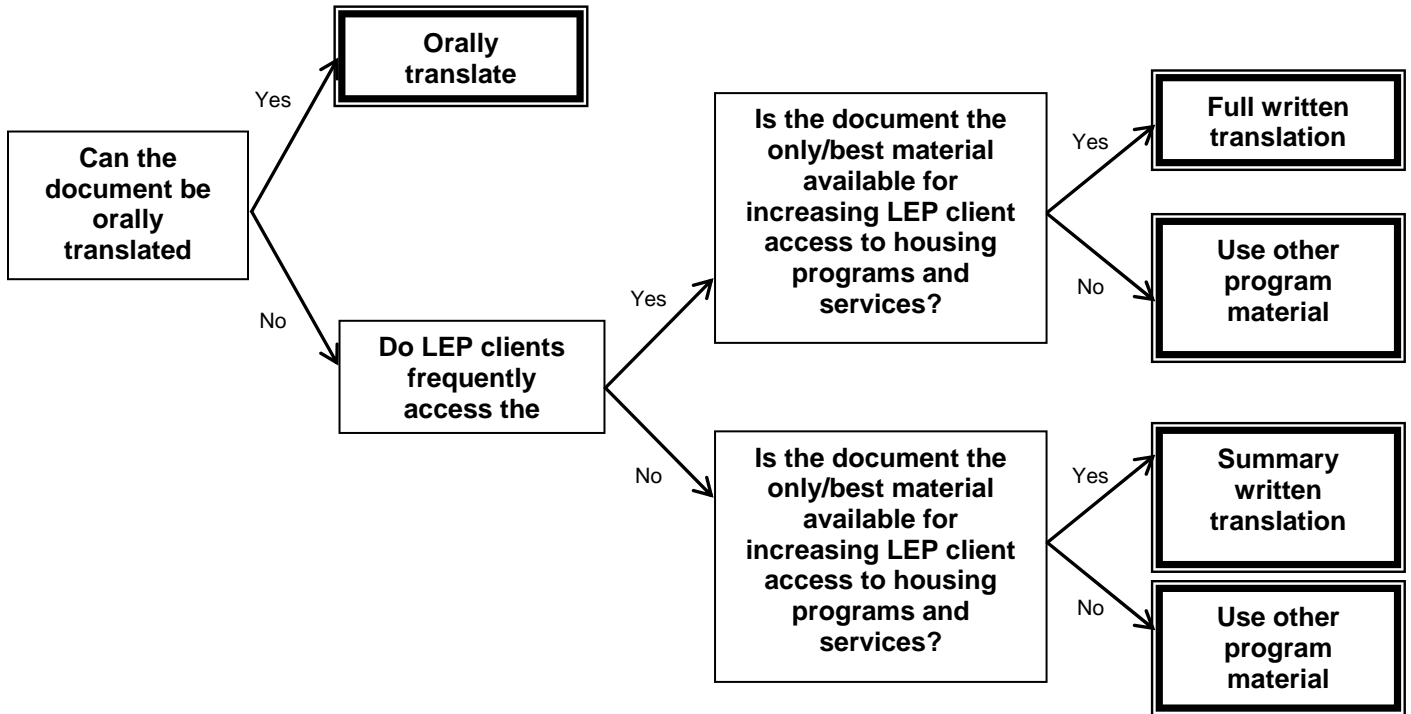 Orally
translate
Yes
Can the
document be
orally
translated
No
Do LEP clients
frequently
access the
Yes
Is the document the
only/best material
available for
increasing LEP client
access to housing
programs and
services?
Yes
Full written
translation
No
Use other
program
material
No
Is the document the
only/best material
available for
increasing LEP client
access to housing
programs and
services?
Yes
Summary
written
translation
No
Use other
program
material